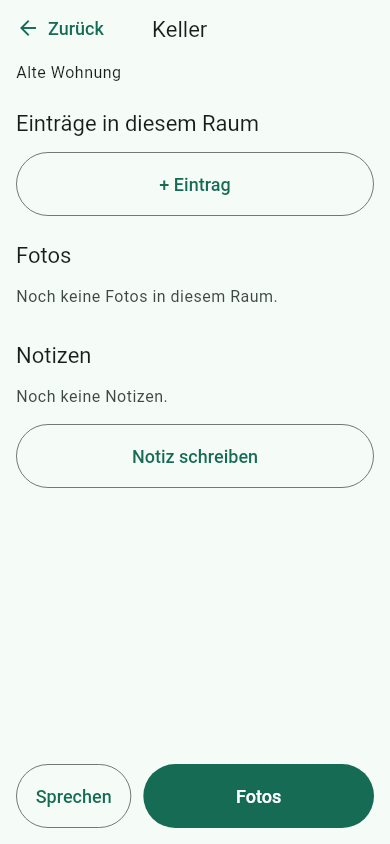 Zurück
Keller
Alte Wohnung
Einträge in diesem Raum
+ Eintrag
Fotos
Noch keine Fotos in diesem Raum.
Notizen
Noch keine Notizen.
Notiz schreiben
Sprechen
Fotos